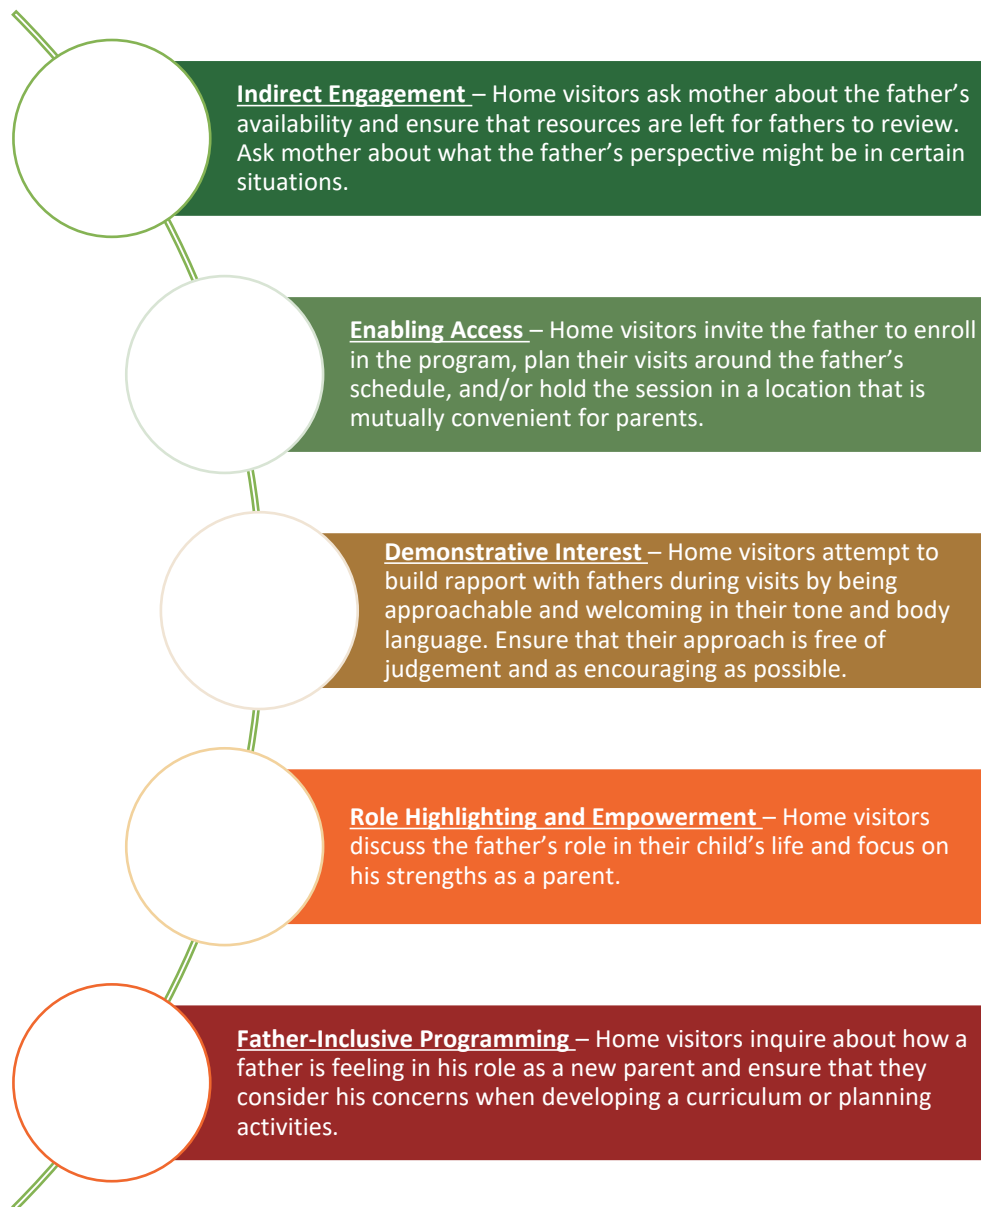 Indirect Engagement – Home visitors ask mother about the father’s
availability and ensure that resources are left for fathers to review.
Ask mother about what the father’s perspective might be in certain
situations.
Enabling Access – Home visitors invite the father to enroll
in the program, plan their visits around the father’s
schedule, and/or hold the session in a location that is
mutually convenient for parents.
Demonstrative Interest – Home visitors attempt to
build rapport with fathers during visits by being
approachable and welcoming in their tone and body
language. Ensure that their approach is free of
judgement and as encouraging as possible.
Role Highlighting and Empowerment – Home visitors
discuss the father’s role in their child’s life and focus on
his strengths as a parent.
Father-Inclusive Programming – Home visitors inquire about how a
father is feeling in his role as a new parent and ensure that they
consider his concerns when developing a curriculum or planning
activities.